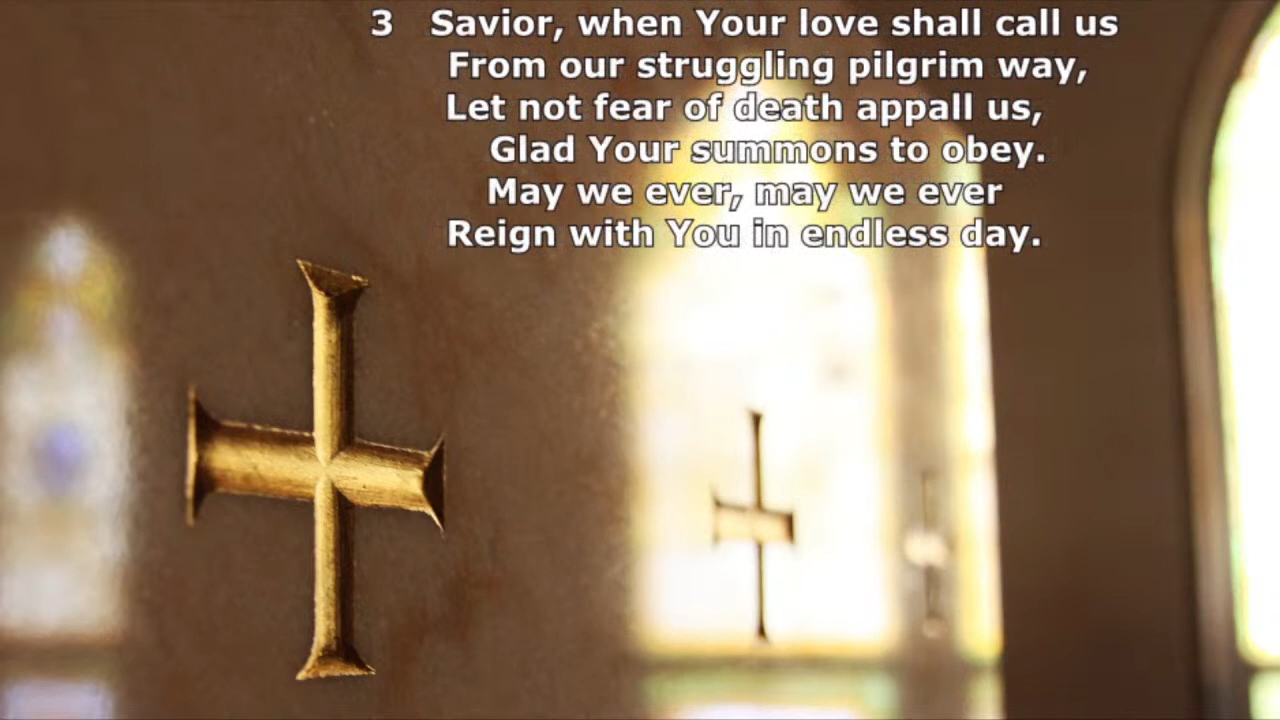 3 Savior, when Your love shall call us
From our struggling pilgrim way,
Let not fear of death appall us,
Glad Your summons to obey.
May we ever, may we ever
Reign with You in endless day.